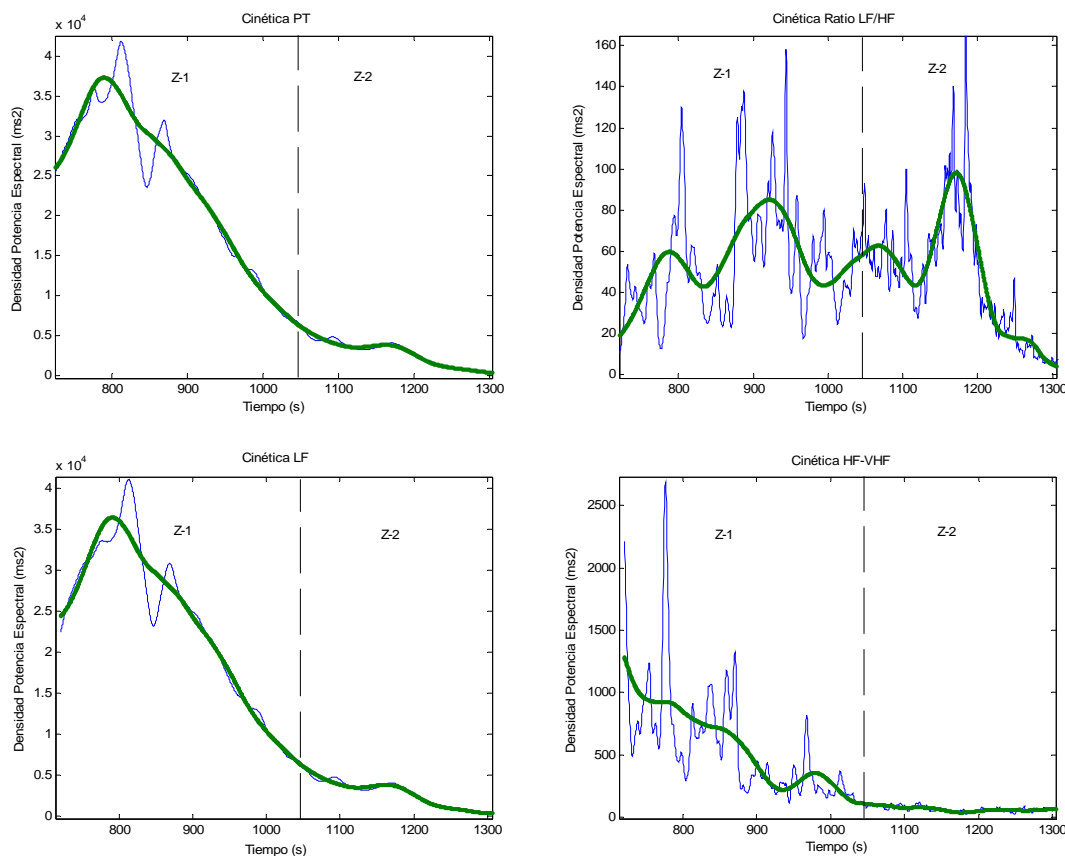 Cinética PT
x 10^4
Densidad Potencia Espectral (ms2)
4
3.5
3
2.5
2
1.5
1
0.5
0
Z-1
Z-2
800
900
1000
1100
1200
1300
Tiempo (s)
Cinética Ratio LF/HF
Densidad Potencia Espectral (ms2)
160
140
120
100
80
60
40
20
0
Z-1
Z-2
800
900
1000
1100
1200
1300
Tiempo (s)
Cinética LF
x 10^4
Densidad Potencia Espectral (ms2)
4
3.5
3
2.5
2
1.5
1
0.5
0
Z-1
Z-2
800
900
1000
1100
1200
1300
Tiempo (s)
Cinética HF-VHF
Densidad Potencia Espectral (ms2)
2500
2000
1500
1000
500
0
Z-1
Z-2
800
900
1000
1100
1200
1300
Tiempo (s)